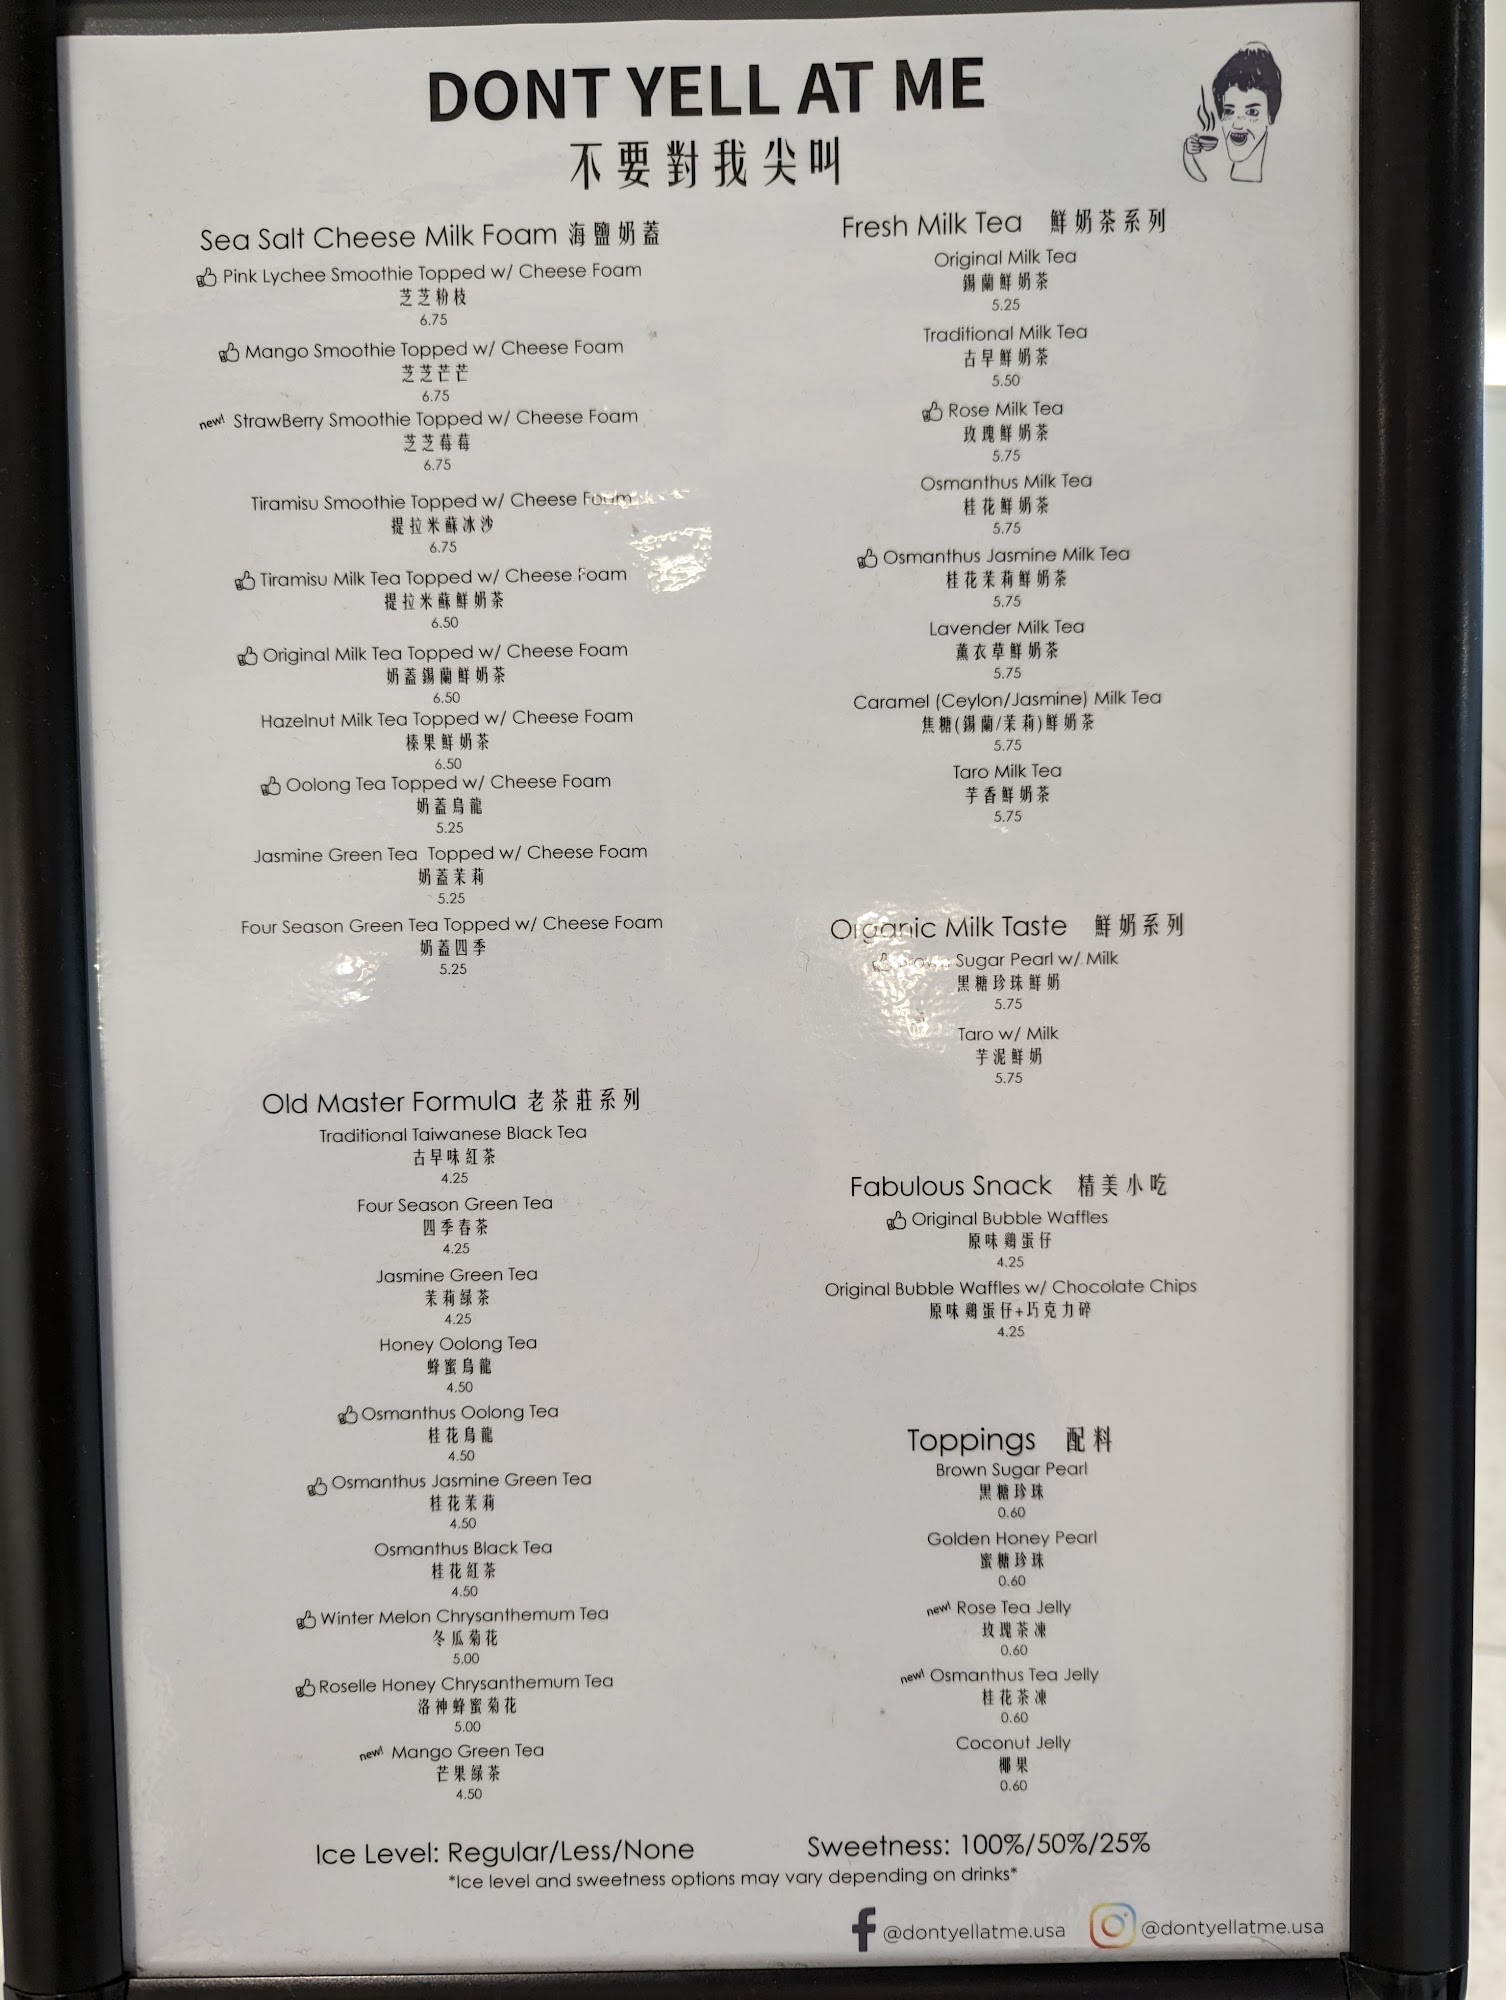 DONT YELL AT ME
不要對我尖叫
Sea Salt Cheese Milk Foam 海鹽奶蓋
Pink Lychee Smoothie Topped w/ Cheese Foam
芝芝粉枝
6.75
Mango Smoothie Topped w/ Cheese Foam
芝芝芒芒
6.75
new! StrawBerry Smoothie Topped w/ Cheese Foam
芝芝莓莓
6.75
Tiramisu Smoothie Topped w/ Cheese Foam
提拉米蘇冰沙
6.75
Tiramisu Milk Tea Topped w/ Cheese Foam
提拉米蘇鮮奶茶
6.50
Original Milk Tea Topped w/ Cheese Foam
奶蓋錫蘭鮮奶茶
6.50
Hazelnut Milk Tea Topped w/ Cheese Foam
榛果鮮奶茶
6.50
Oolong Tea Topped w/ Cheese Foam
奶蓋烏龍
5.25
Jasmine Green Tea Topped w/ Cheese Foam
奶蓋茉莉
5.25
Four Season Green Tea Topped w/ Cheese Foam
奶蓋四季
5.25
Old Master Formula 老茶莊系列
Traditional Taiwanese Black Tea
古早味紅茶
4.25
Four Season Green Tea
四季春茶
4.25
Jasmine Green Tea
茉莉綠茶
4.25
Honey Oolong Tea
蜂蜜烏龍
4.50
Osmanthus Oolong Tea
桂花烏龍
4.50
Osmanthus Jasmine Green Tea
桂花茉莉
4.50
Osmanthus Black Tea
桂花紅茶
4.50
Winter Melon Chrysanthemum Tea
冬瓜菊花
5.00
Roselle Honey Chrysanthemum Tea
洛神蜂蜜菊花
5.00
new! Mango Green Tea
芒果綠茶
4.50
Fresh Milk Tea 鮮奶茶系列
Original Milk Tea
錫蘭鮮奶茶
5.25
Traditional Milk Tea
古早鮮奶茶
5.50
Rose Milk Tea
玫瑰鮮奶茶
5.75
Osmanthus Milk Tea
桂花鮮奶茶
5.75
Osmanthus Jasmine Milk Tea
桂花茉莉鮮奶茶
5.75
Lavender Milk Tea
薰衣草鮮奶茶
5.75
Caramel (Ceylon/Jasmine) Milk Tea
焦糖(錫蘭/茉莉)鮮奶茶
5.75
Taro Milk Tea
芋香鮮奶茶
5.75
Organic Milk Taste 鮮奶系列
Brown Sugar Pearl w/ Milk
黑糖珍珠鮮奶
5.75
Taro w/ Milk
芋泥鮮奶
5.75
Fabulous Snack 精美小吃
Original Bubble Waffles
原味鷄蛋仔
4.25
Original Bubble Waffles w/ Chocolate Chips
原味鷄蛋仔+巧克力碎
4.25
Toppings 配料
Brown Sugar Pearl
黑糖珍珠
0.60
Golden Honey Pearl
蜜糖珍珠
0.60
new! Rose Tea Jelly
玫瑰茶凍
0.60
new! Osmanthus Tea Jelly
桂花茶凍
0.60
Coconut Jelly
椰果
0.60
Ice Level: Regular/Less/None
Sweetness: 100%/50%/25%
*Ice level and sweetness options may vary depending on drinks*
@dontyellatme.usa
@dontyellatme.usa